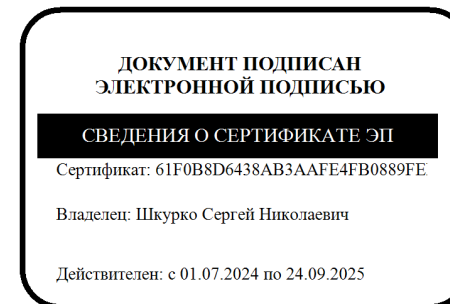 ДОКУМЕНТ ПОДПИСАН
ЭЛЕКТРОННОЙ ПОДПИСЬЮ
СВЕДЕНИЯ О СЕРТИФИКАТЕ ЭП
Сертификат: 61F0B8D6438AB3AAFE4FB0889FE
Владелец: Шкурко Сергей Николаевич
Действителен: с 01.07.2024 по 24.09.2025